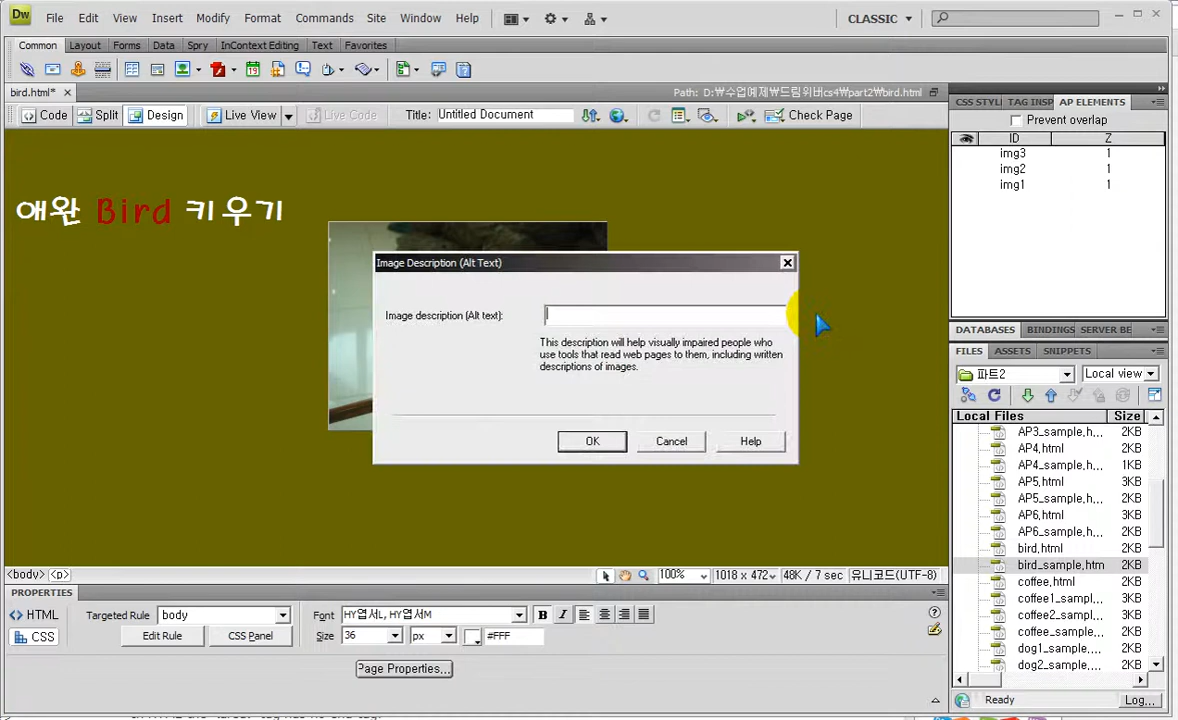 Dw File Edit View Insert Modify Format Commands Site Window Help CLASSIC
Common Layout Forms Data Spry InContext Editing Text Favorites
bird.html* Path: D:₩수업예제₩드림위버cs4₩part2₩bird.html
Code Split Design Live View Live Code Title: Untitled Document Check Page
애완 Bird 키우기
Image Description (Alt Text)
Image description (Alt text):
This description will help visually impaired people who
use tools that read web pages to them, including written
descriptions of images.
OK Cancel Help
CSS STYL TAG INSP AP ELEMENTS
Prevent overlap
ID Z
img3 1
img2 1
img1 1
DATABASES BINDINGS SERVER BE
FILES ASSETS SNIPPETS
파트2 Local view
Local Files Size
AP3_sample,h... 2KB
AP4,html 2KB
AP4_sample,h... 1KB
AP5,html 3KB
AP5_sample,h... 2KB
AP6,html 3KB
AP6_sample,h... 2KB
bird,html 2KB
bird_sample,htm 2KB
coffee,html 2KB
coffee1_sample,... 3KB
coffee2_sample,... 3KB
coffee_sample,... 2KB
dog1_sample,... 2KB
dog2_sample,... 2KB
Ready Log...
<body> <p> 100% 1018 x 472 48K / 7 sec 유니코드(UTF-8)
PROPERTIES
HTML Targeted Rule body Font HY엽서L, HY엽서M B I
CSS Edit Rule CSS Panel Size 36 px #FFF
Page Properties...